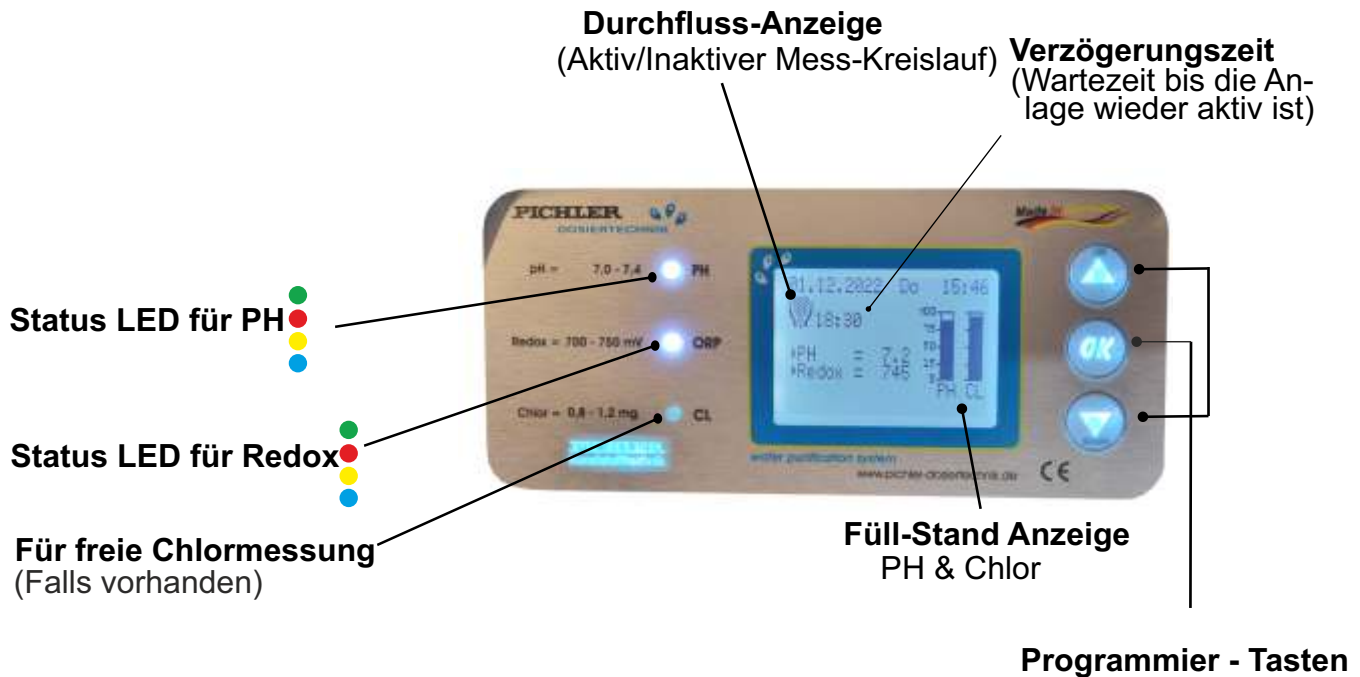 Durchfluss-Anzeige
(Aktiv/Inaktiver Mess-Kreislauf)
Verzögerungszeit
(Wartezeit bis die An-
lage wieder aktiv ist)
PICHLER
DOSIERTECHNIK
Made in
pH = 7,0 - 7,4 PH
Redox = 700 - 750 mV ORP
Chlor = 0,8 - 1,2 mg CL
01.12.2022 Do 15:46
18:30
PH = 7.2
Redox = 745
100
PH CL
OK
water purification system
www.pichler-dosiertechnik.de
CE
Status LED für PH
Status LED für Redox
Für freie Chlormessung
(Falls vorhanden)
Füll-Stand Anzeige
PH & Chlor
Programmier - Tasten